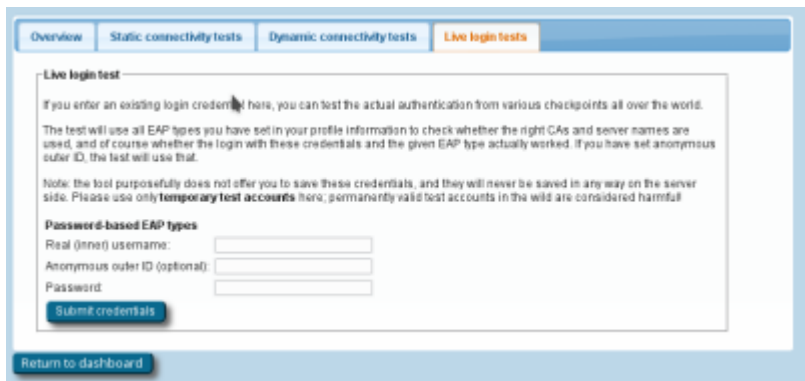 Overview Static connectivity tests Dynamic connectivity tests Live login tests
Live login test
If you enter an existing login credential here, you can test the actual authentication from various checkpoints all over the world.
The test will use all EAP types you have set in your profile information to check whether the right CAs and server names are
used, and of course whether the login with these credentials and the given EAP type actually worked. If you have set anonymous
outer ID, the test will use that.
Note: the tool purposefully does not offer you to save these credentials, and they will never be saved in any way on the server
side. Please use only temporary test accounts here; permanently valid test accounts in the wild are considered harmful!
Password-based EAP types
Real (inner) username:
Anonymous outer ID (optional):
Password:
Submit credentials
Return to dashboard